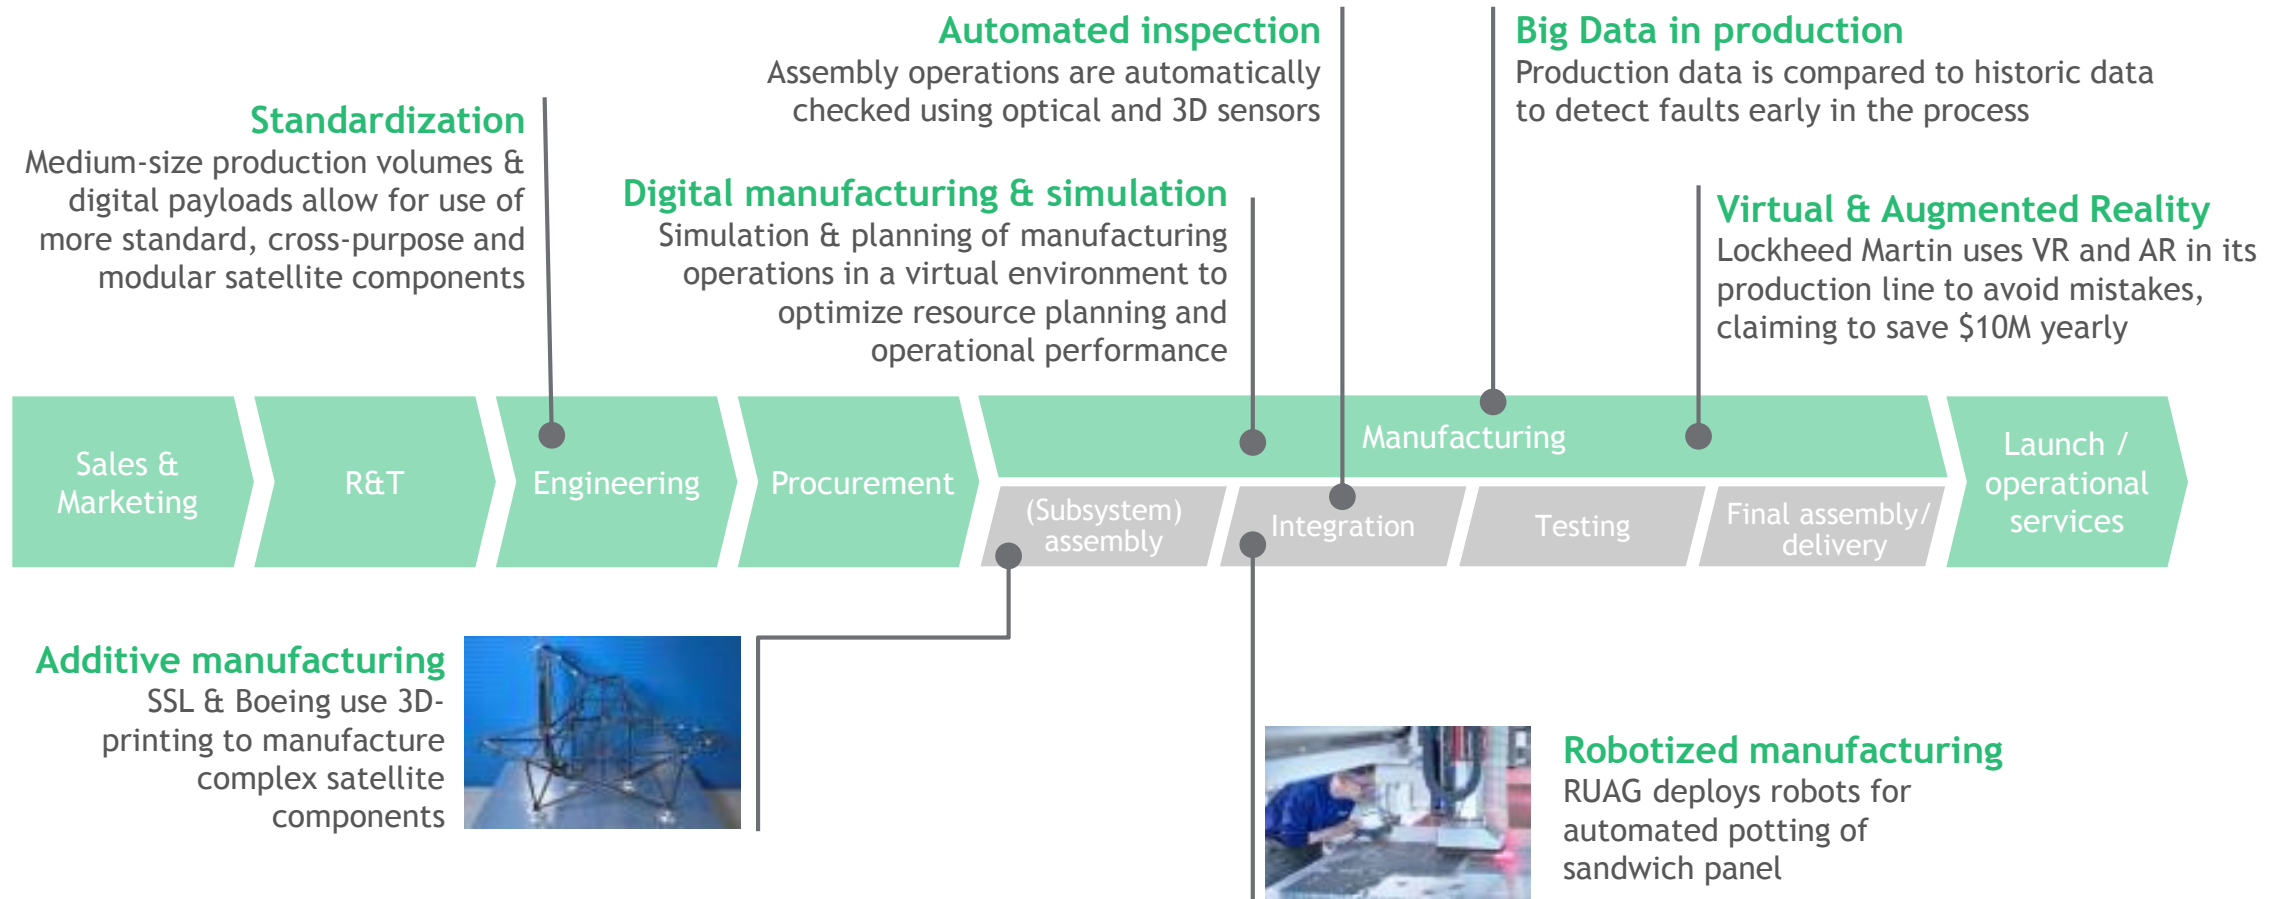 Automated inspection
Assembly operations are automatically
checked using optical and 3D sensors
Big Data in production
Production data is compared to historic data
to detect faults early in the process
Standardization
Medium-size production volumes &
digital payloads allow for use of
more standard, cross-purpose and
modular satellite components
Digital manufacturing & simulation
Simulation & planning of manufacturing
operations in a virtual environment to
optimize resource planning and
operational performance
Virtual & Augmented Reality
Lockheed Martin uses VR and AR in its
production line to avoid mistakes,
claiming to save $10M yearly
Sales &
Marketing
R&T
Engineering
Procurement
Manufacturing
(Subsystem)
assembly
Integration
Testing
Final assembly/
delivery
Launch /
operational
services
Additive manufacturing
SSL & Boeing use 3D-
printing to manufacture
complex satellite
components
Robotized manufacturing
RUAG deploys robots for
automated potting of
sandwich panel